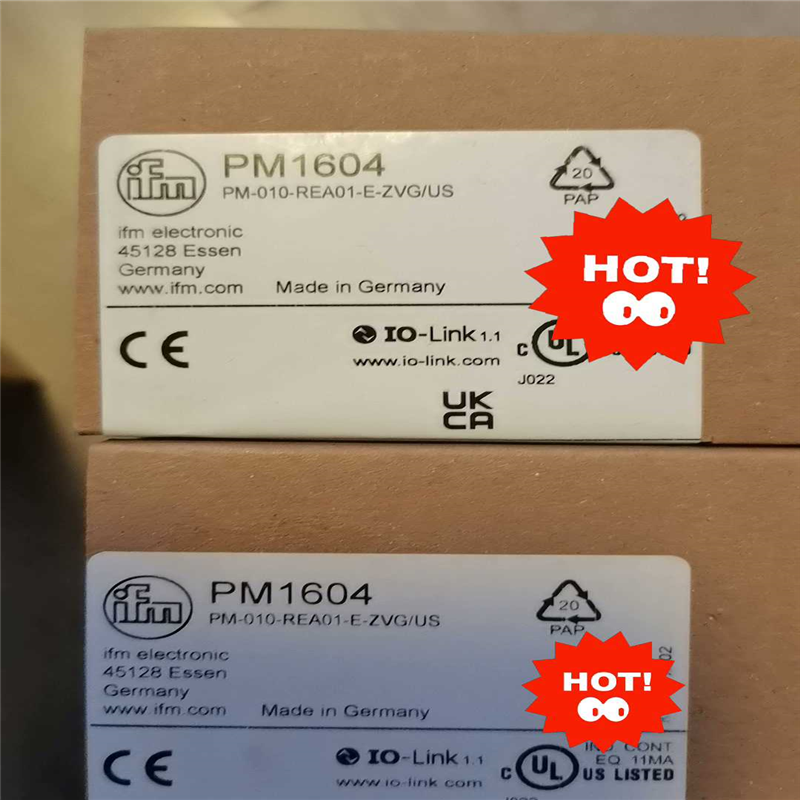 ifm
PM1604
PM-010-REA01-E-ZVG/US
20
PAP
ifm electronic
45128 Essen
Germany
www.ifm.com
Made in Germany
HOT!
CE
IO-Link 1.1
www.io-link.com
C UL
J022
UK
CA
ifm
PM1604
PM-010-REA01-E-ZVG/US
20
PAP
ifm electronic
45128 Essen
Germany
www.ifm.com
Made in Germany
02
HOT!
CE
IO-Link 1.1
www.io-link.com
C UL
CONT
EQ 11MA
US LISTED